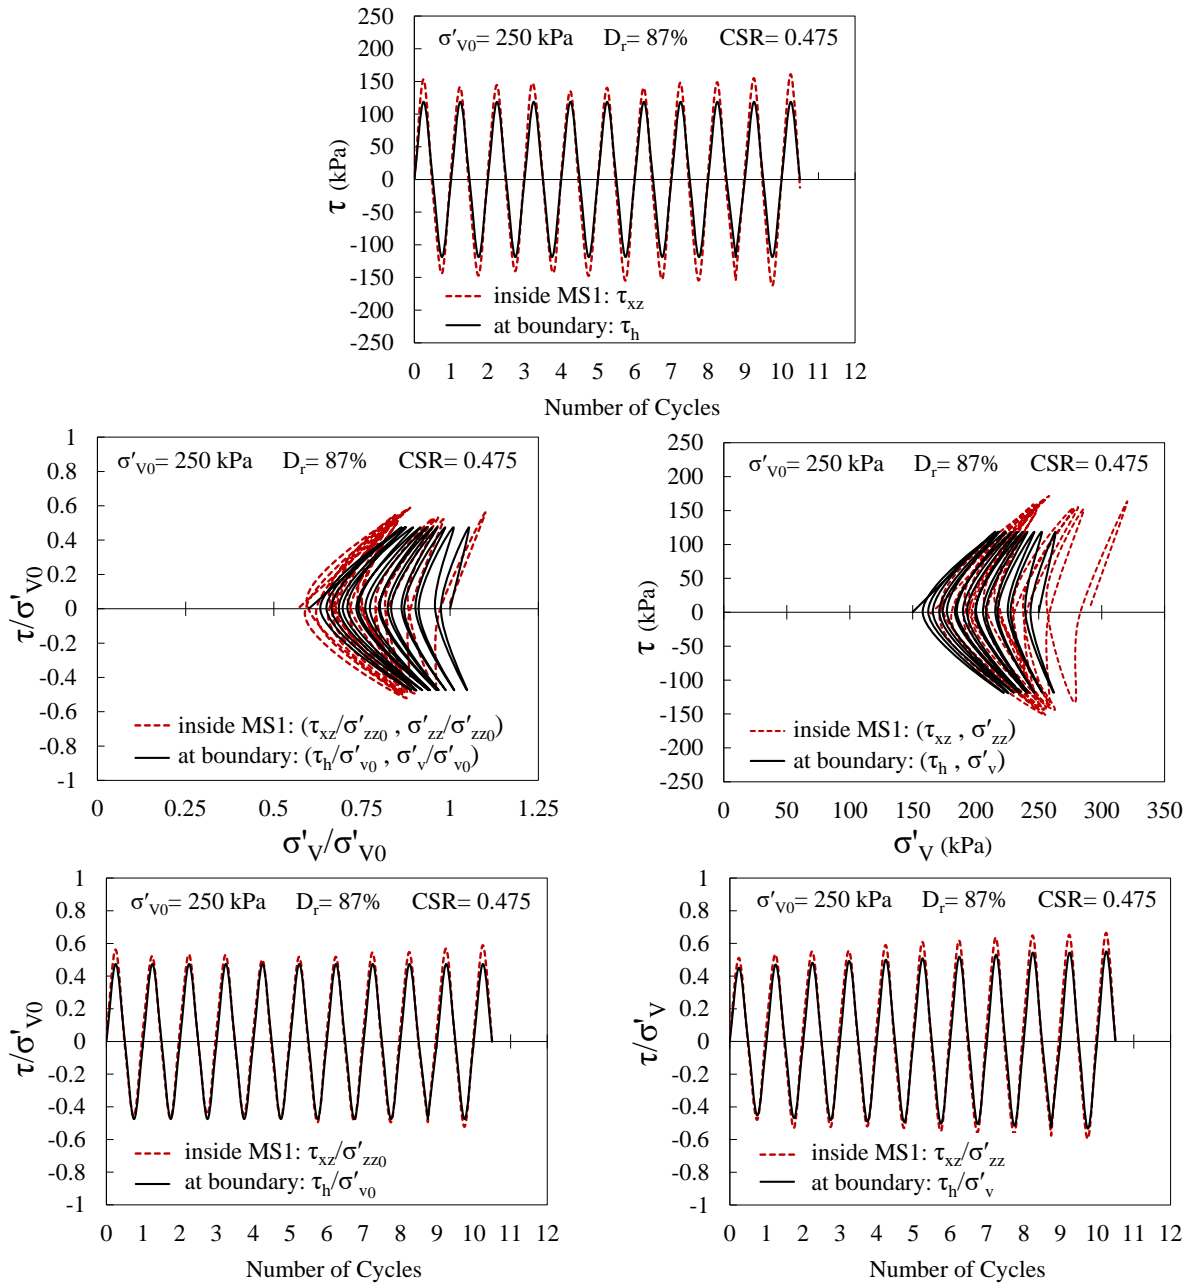 250
200
150
100
50
0
-50
-100
-150
-200
-250
τ (kPa)
σ'V0= 250 kPa Dr= 87% CSR= 0.475
inside MS1: τxz
at boundary: τh
0 1 2 3 4 5 6 7 8 9 10 11 12
Number of Cycles
1
0.8
0.6
0.4
0.2
0
-0.2
-0.4
-0.6
-0.8
-1
τ/σ'V0
σ'V0= 250 kPa Dr= 87% CSR= 0.475
inside MS1: (τxz/σ'zz0 , σ'zz/σ'zz0)
at boundary: (τh/σ'v0 , σ'v/σ'v0)
0 0.25 0.5 0.75 1 1.25
σ'V/σ'V0
250
200
150
100
50
0
-50
-100
-150
-200
-250
τ (kPa)
σ'V0= 250 kPa Dr= 87% CSR= 0.475
inside MS1: (τxz , σ'zz)
at boundary: (τh , σ'v)
0 50 100 150 200 250 300 350
σ'V (kPa)
1
0.8
0.6
0.4
0.2
0
-0.2
-0.4
-0.6
-0.8
-1
τ/σ'V0
σ'V0= 250 kPa Dr= 87% CSR= 0.475
inside MS1: τxz/σ'zz0
at boundary: τh/σ'v0
0 1 2 3 4 5 6 7 8 9 10 11 12
Number of Cycles
1
0.8
0.6
0.4
0.2
0
-0.2
-0.4
-0.6
-0.8
-1
τ/σ'V
σ'V0= 250 kPa Dr= 87% CSR= 0.475
inside MS1: τxz/σ'zz
at boundary: τh/σ'v
0 1 2 3 4 5 6 7 8 9 10 11 12
Number of Cycles